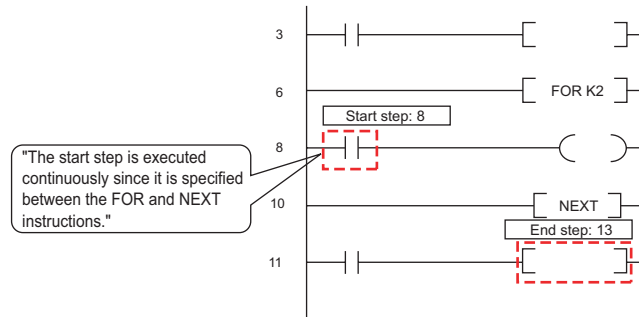 3
6
FOR K2
Start step: 8
8
"The start step is executed
continuously since it is specified
between the FOR and NEXT
instructions."
10
NEXT
End step: 13
11